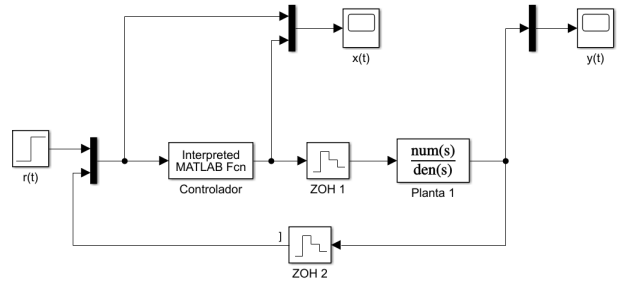 x(t)
y(t)
r(t)
Interpreted
MATLAB Fcn
Controlador
ZOH 1
num(s)
den(s)
Planta 1
]
ZOH 2